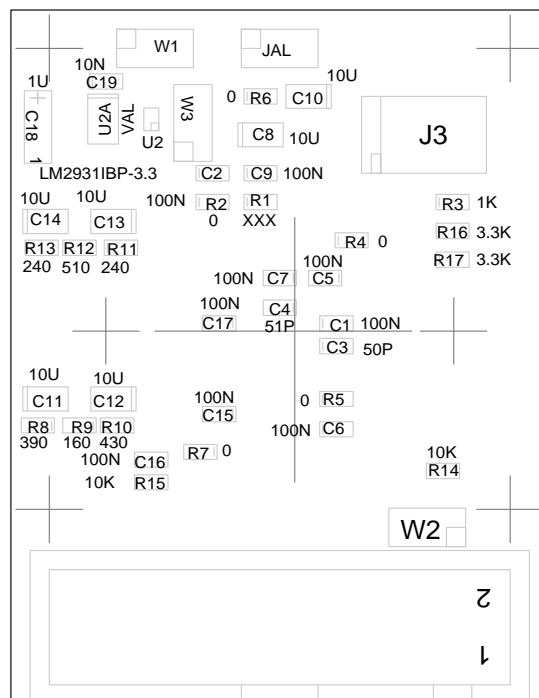 W1
JAL
10N
1U
C19
10U
C18
1
U2A
VAL
U2
W3
0
R6
C10
C8
10U
J3
LM2931IBP-3.3
C2
C9
100N
10U
10U
100N
R2
R1
R3
1K
C14
C13
0
XXX
R16
3.3K
R13
R12
R11
R4
0
240
510
240
100N
R17
3.3K
100N
C7
C5
100N
C4
C17
51P
C1
100N
C3
50P
10U
10U
C11
C12
100N
0
R5
C15
R8
R9
R10
100N
C6
390
160
430
100N
C16
R7
0
10K
10K
R15
R14
W2
2
1